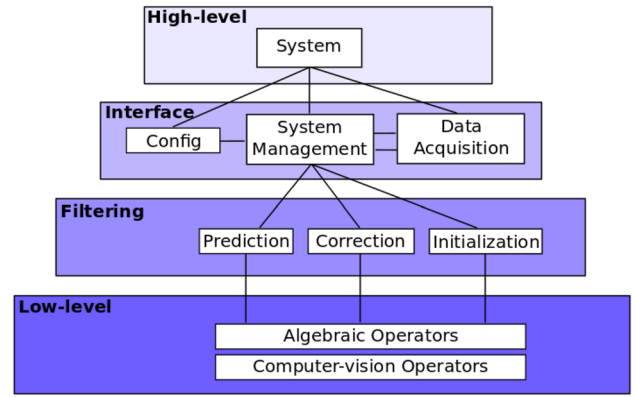 High-level
System
Interface
Config
System
Management
Data
Acquisition
Filtering
Prediction
Correction
Initialization
Low-level
Algebraic Operators
Computer-vision Operators